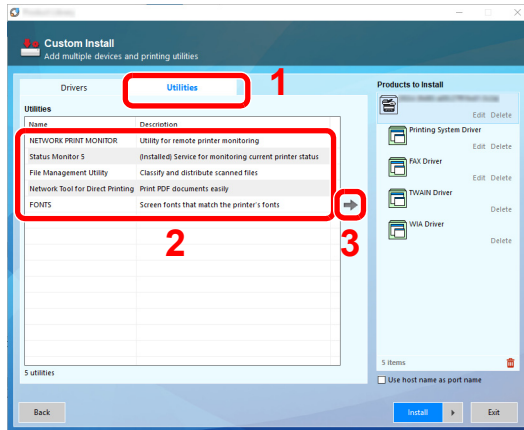 Custom Install
Add multiple devices and printing utilities
Drivers
Utilities
1
Products to Install
Utilities
Name Description
NETWORK PRINT MONITOR Utility for remote printer monitoring
Status Monitor 5 (Installed) Service for monitoring current printer status
File Management Utility Classify and distribute scanned files
Network Tool for Direct Printing Print PDF documents easily
FONTS Screen fonts that match the printer's fonts
2
3
5 utilities
Edit Delete
Printing System Driver
Edit Delete
FAX Driver
Edit Delete
TWAIN Driver
Delete
WIA Driver
Delete
5 items
Use host name as port name
Back
Install
Exit